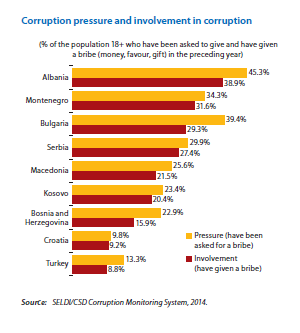 Corruption pressure and involvement in corruption
(% of the population 18+ who have been asked to give and have given
a bribe (money, favour, gift) in the preceding year)
Albania 45.3%
38.9%
Montenegro 34.3%
31.6%
Bulgaria 39.4%
29.3%
Serbia 29.9%
27.4%
Macedonia 25.6%
21.5%
Kosovo 23.4%
20.4%
Bosnia and
Herzegovina 22.9%
15.9%
Croatia 9.8%
9.2%
Turkey 13.3%
8.8%
Pressure (have been
asked for a bribe)
Involvement
(have given a bribe)
Source: SELDI/CSD Corruption Monitoring System, 2014.